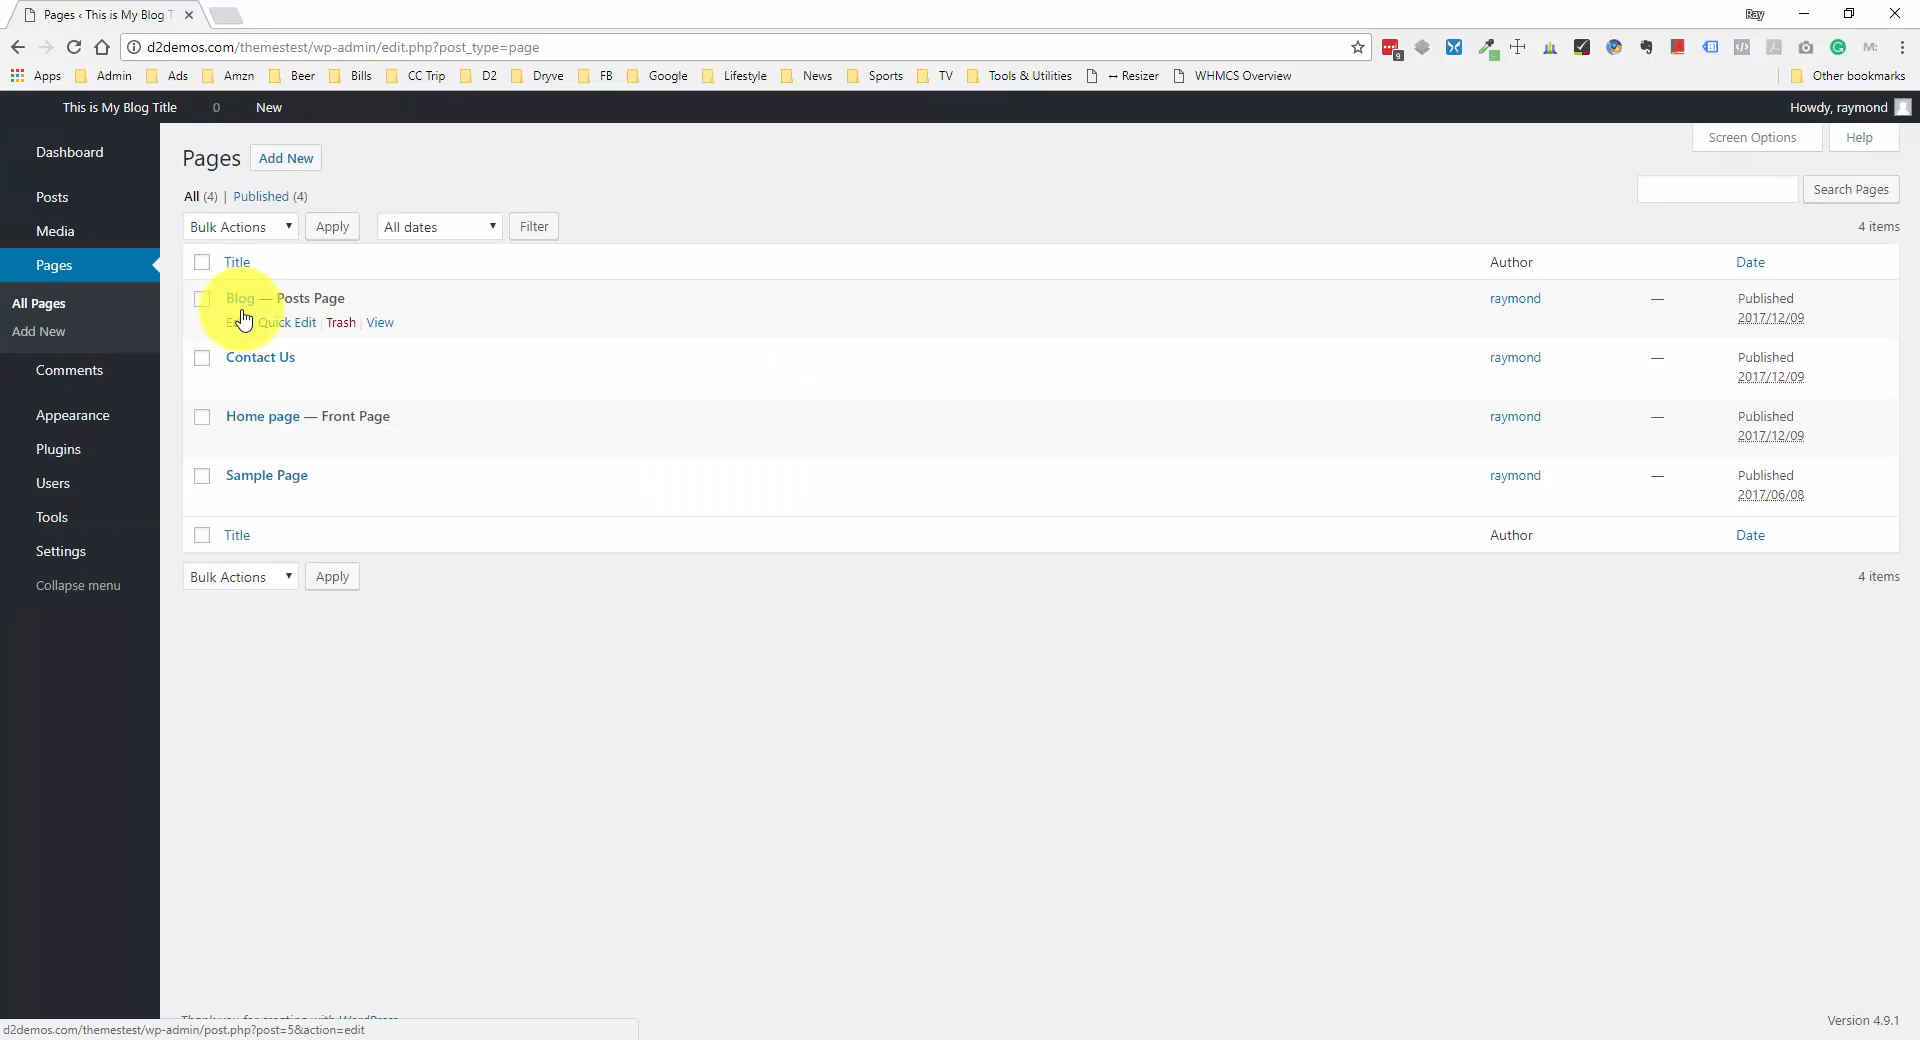 Pages ‹ This is My Blog T
Ray
d2demos.com/themestest/wp-admin/edit.php?post_type=page
9
M:
Apps Admin Ads Amzn Beer Bills CC Trip D2 Dryve FB Google Lifestyle News Sports TV Tools & Utilities ↔ Resizer WHMCS Overview Other bookmarks
This is My Blog Title 0 New Howdy, raymond
Screen Options Help
Dashboard
Posts
Media
Pages
All Pages
Add New
Comments
Appearance
Plugins
Users
Tools
Settings
Collapse menu
Pages Add New
All (4) | Published (4)
Search Pages
Bulk Actions Apply All dates Filter 4 items
Title Author Date
Blog — Posts Page raymond — Published
2017/12/09
Quick Edit | Trash | View
Contact Us raymond — Published
2017/12/09
Home page — Front Page raymond — Published
2017/12/09
Sample Page raymond — Published
2017/06/08
Title Author Date
Bulk Actions Apply 4 items
Version 4.9.1
d2demos.com/themestest/wp-admin/post.php?post=5&action=edit